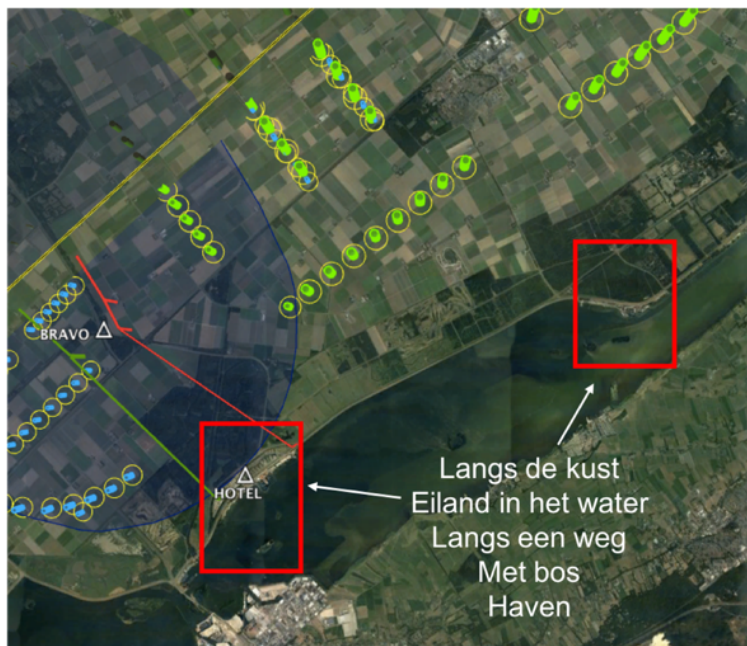 BRAVO
HOTEL
Langs de kust
Eiland in het water
Langs een weg
Met bos
Haven